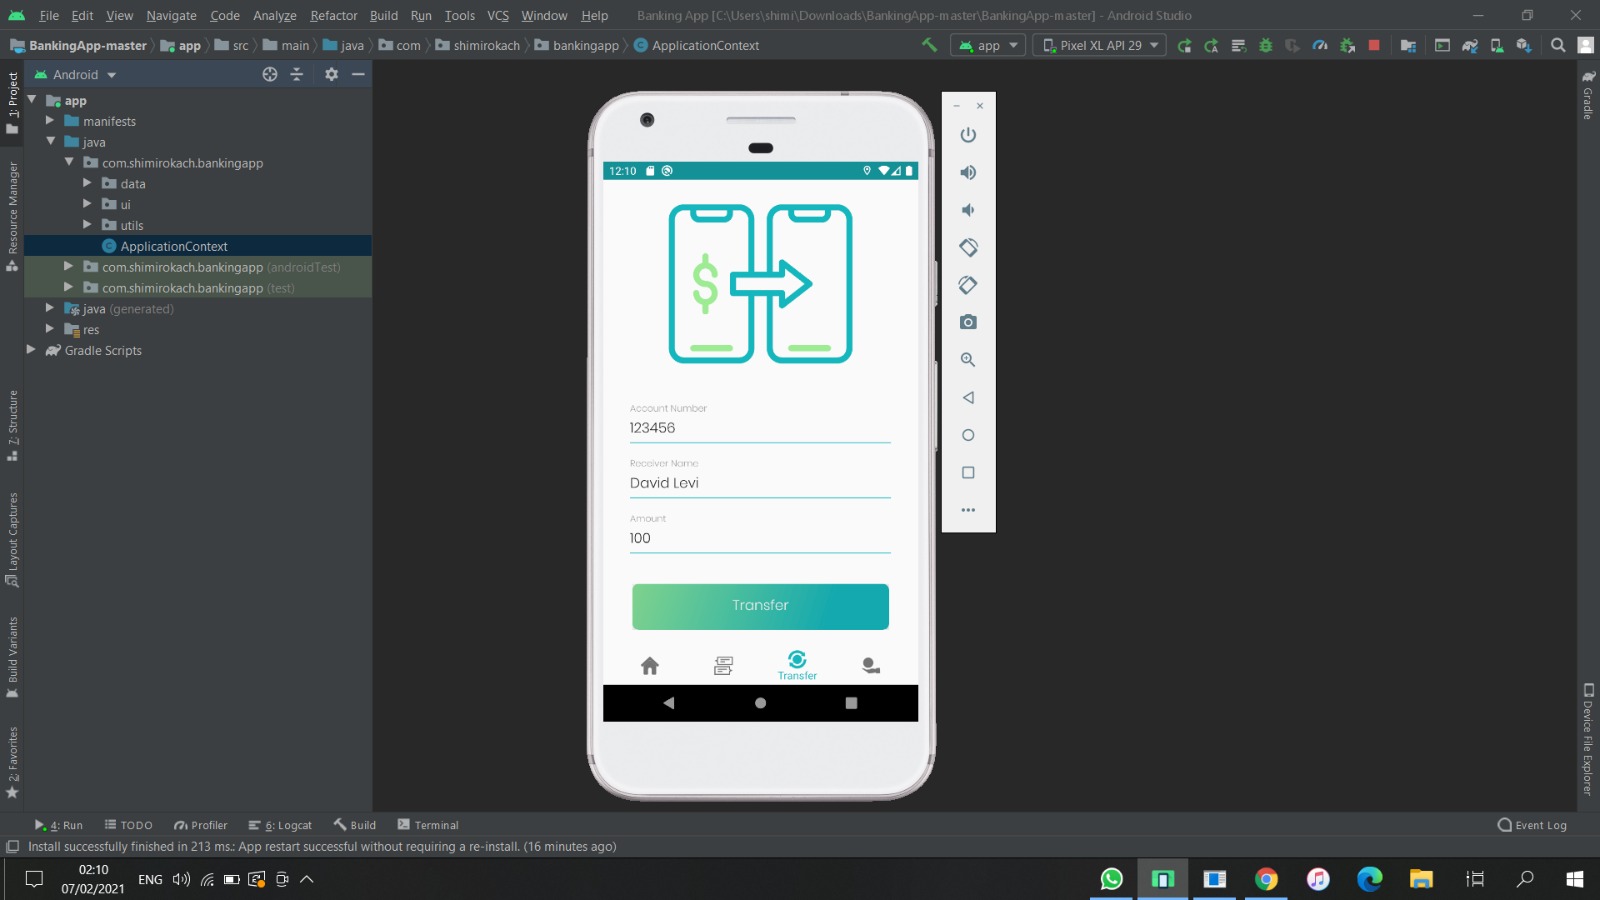 File Edit View Navigate Code Analyze Refactor Build Run Tools VCS Window Help Banking App [C:\Users\shimi\Downloads\BankingApp-master\BankingApp-master] - Android Studio
BankingApp-master app src main java com shimirokach bankingapp ApplicationContext app Pixel XL API 29
Android
1: Project
Resource Manager
7: Structure
Layout Captures
Build Variants
2: Favorites
app
manifests
java
com.shimirokach.bankingapp
data
ui
utils
ApplicationContext
com.shimirokach.bankingapp (androidTest)
com.shimirokach.bankingapp (test)
java (generated)
res
Gradle Scripts
12:10
$
Account Number
123456
Receiver Name
David Levi
Amount
100
Transfer
Transfer
Gradle
Device File Explorer
4: Run TODO Profiler 6: Logcat Build Terminal Event Log
Install successfully finished in 213 ms.: App restart successful without requiring a re-install. (16 minutes ago)
02:10
07/02/2021
ENG